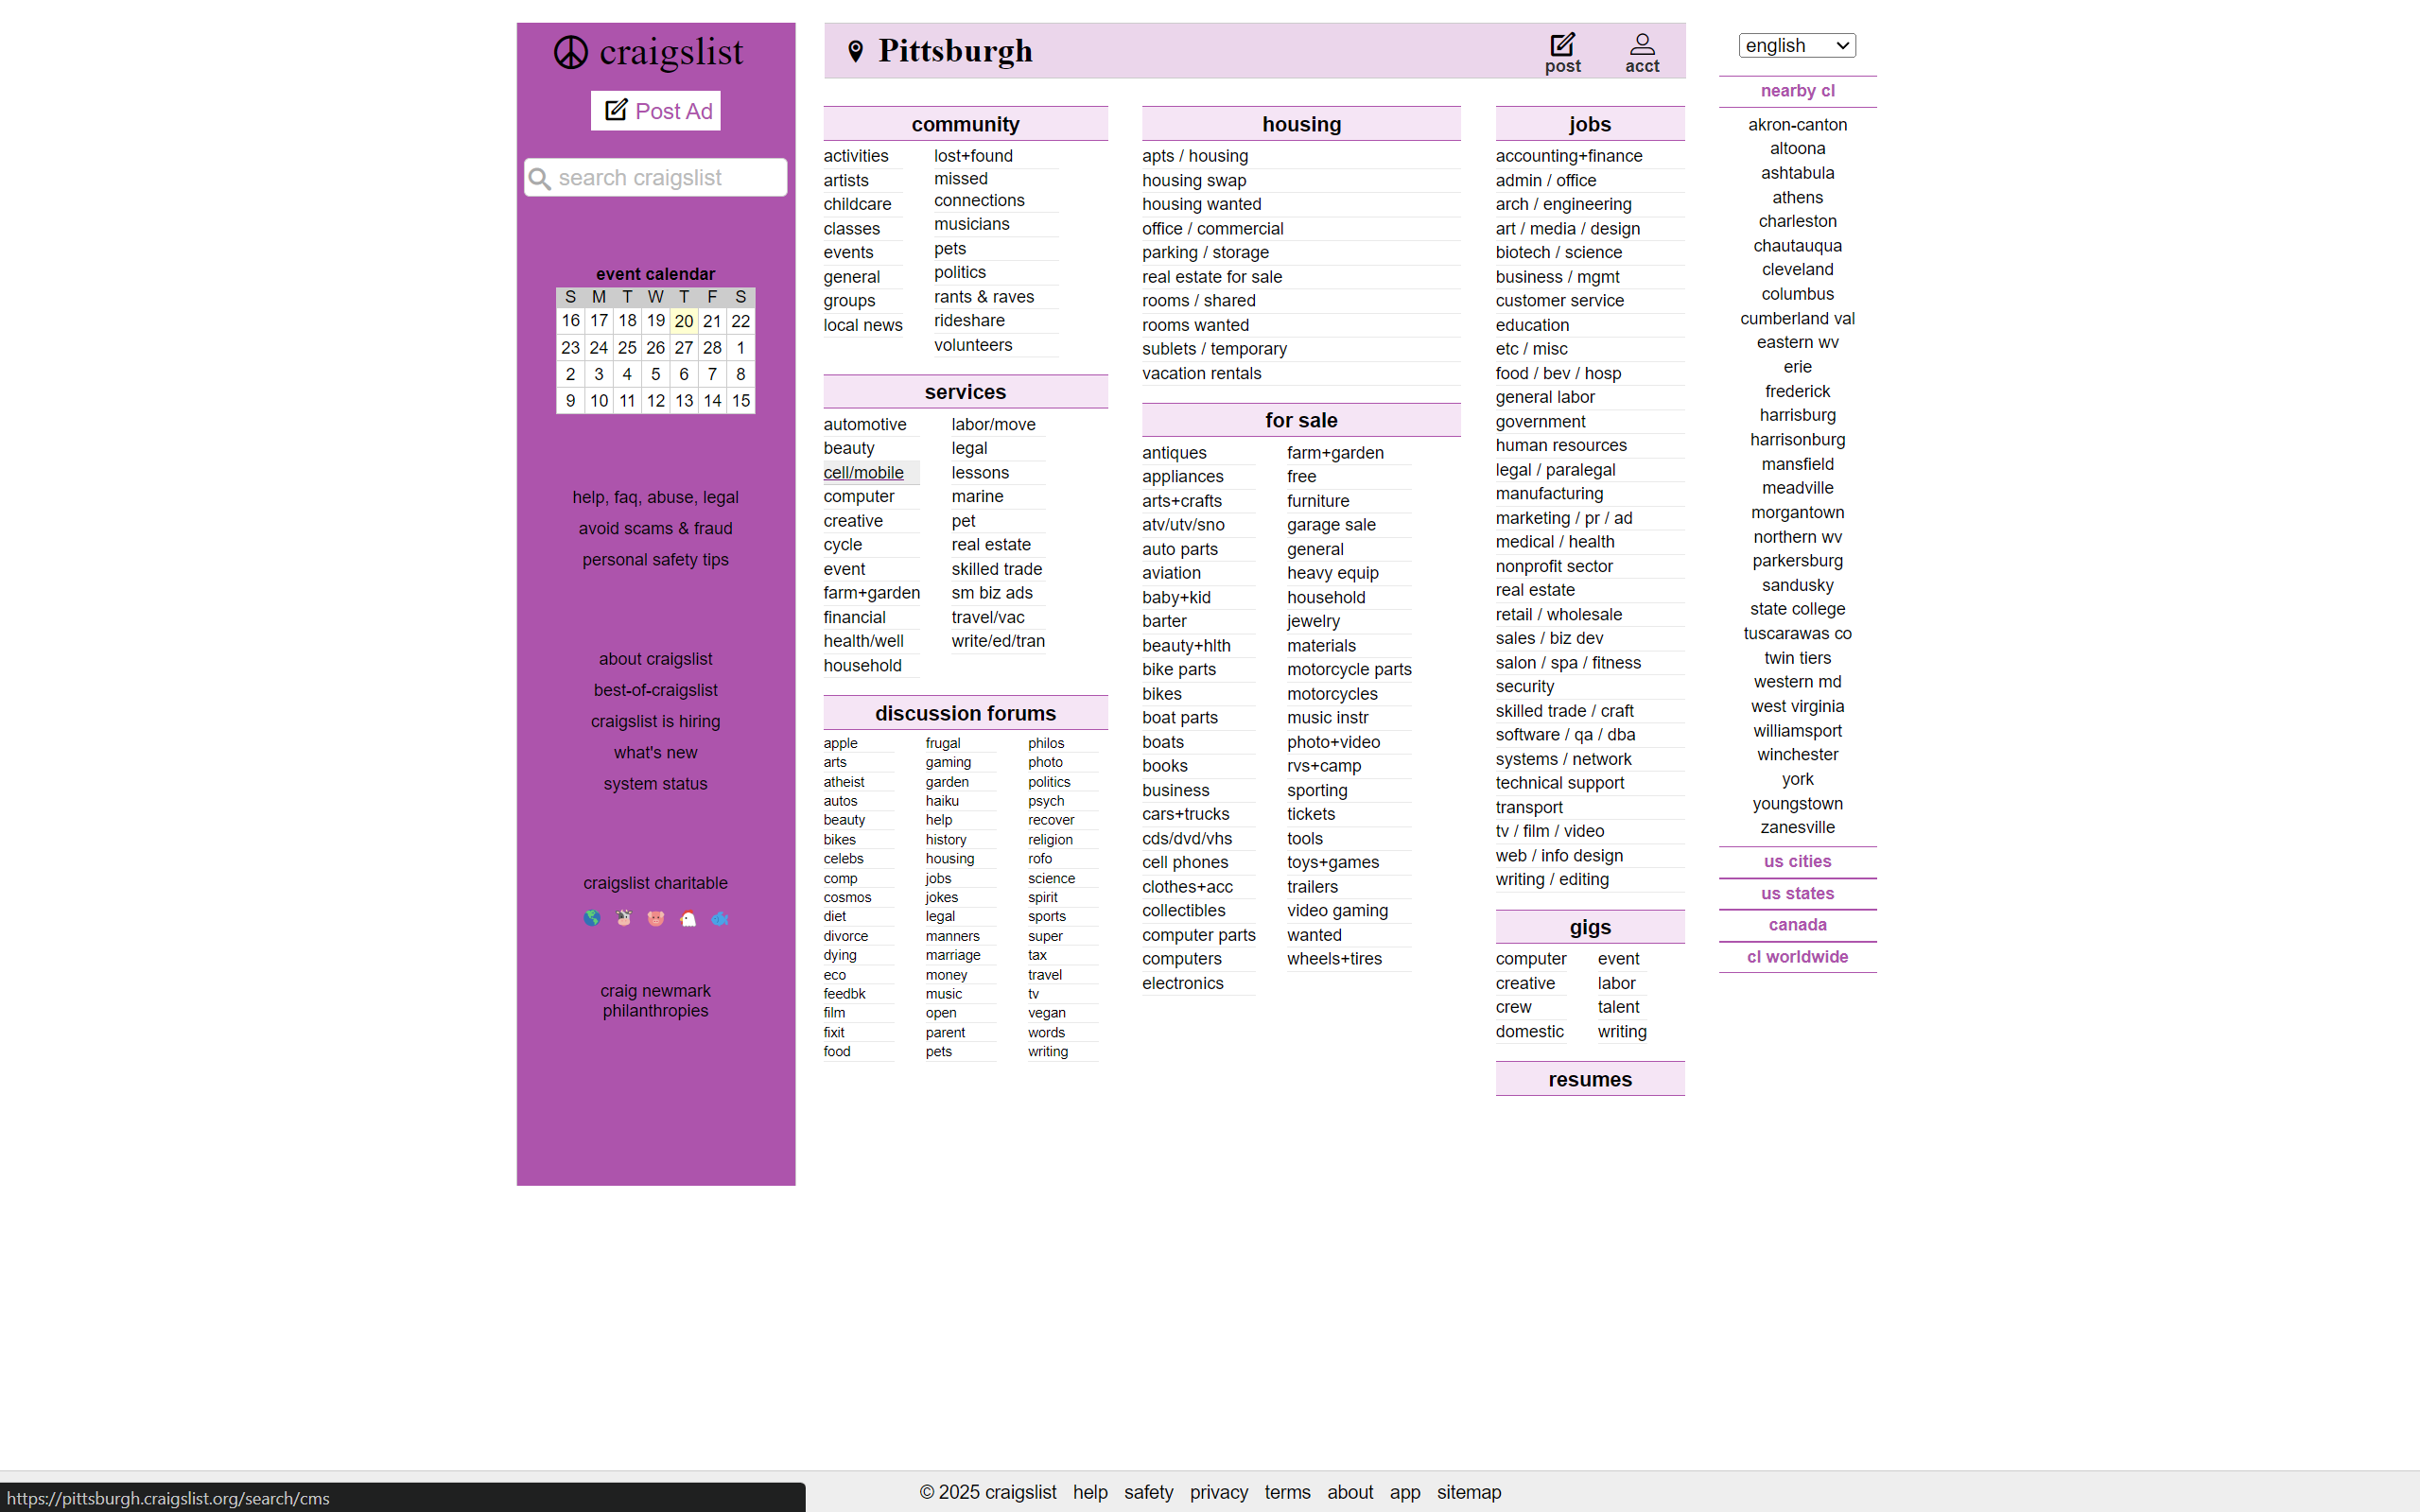 craigslist
Post Ad
search craigslist
event calendar
S M T W T F S
16 17 18 19 20 21 22
23 24 25 26 27 28 1
2 3 4 5 6 7 8
9 10 11 12 13 14 15
help, faq, abuse, legal
avoid scams & fraud
personal safety tips
about craigslist
best-of-craigslist
craigslist is hiring
what's new
system status
craigslist charitable
craig newmark
philanthropies
Pittsburgh
post
acct
community
activities
artists
childcare
classes
events
general
groups
local news
lost+found
missed
connections
musicians
pets
politics
rants & raves
rideshare
volunteers
services
automotive
beauty
cell/mobile
computer
creative
cycle
event
farm+garden
financial
health/well
household
labor/move
legal
lessons
marine
pet
real estate
skilled trade
sm biz ads
travel/vac
write/ed/tran
discussion forums
apple
arts
atheist
autos
beauty
bikes
celebs
comp
cosmos
diet
divorce
dying
eco
feedbk
film
fixit
food
frugal
gaming
garden
haiku
help
history
housing
jobs
jokes
legal
manners
marriage
money
music
open
parent
pets
philos
photo
politics
psych
recover
religion
rofo
science
spirit
sports
super
tax
travel
tv
vegan
words
writing
housing
apts / housing
housing swap
housing wanted
office / commercial
parking / storage
real estate for sale
rooms / shared
rooms wanted
sublets / temporary
vacation rentals
for sale
antiques
appliances
arts+crafts
atv/utv/sno
auto parts
aviation
baby+kid
barter
beauty+hlth
bike parts
bikes
boat parts
boats
books
business
cars+trucks
cds/dvd/vhs
cell phones
clothes+acc
collectibles
computer parts
computers
electronics
farm+garden
free
furniture
garage sale
general
heavy equip
household
jewelry
materials
motorcycle parts
motorcycles
music instr
photo+video
rvs+camp
sporting
tickets
tools
toys+games
trailers
video gaming
wanted
wheels+tires
jobs
accounting+finance
admin / office
arch / engineering
art / media / design
biotech / science
business / mgmt
customer service
education
etc / misc
food / bev / hosp
general labor
government
human resources
legal / paralegal
manufacturing
marketing / pr / ad
medical / health
nonprofit sector
real estate
retail / wholesale
sales / biz dev
salon / spa / fitness
security
skilled trade / craft
software / qa / dba
systems / network
technical support
transport
tv / film / video
web / info design
writing / editing
gigs
computer
creative
crew
domestic
event
labor
talent
writing
resumes
english
nearby cl
akron-canton
altoona
ashtabula
athens
charleston
chautauqua
cleveland
columbus
cumberland val
eastern wv
erie
frederick
harrisburg
harrisonburg
mansfield
meadville
morgantown
northern wv
parkersburg
sandusky
state college
tuscarawas co
twin tiers
western md
west virginia
williamsport
winchester
york
youngstown
zanesville
us cities
us states
canada
cl worldwide
© 2025 craigslist help safety privacy terms about app sitemap
https://pittsburgh.craigslist.org/search/cms